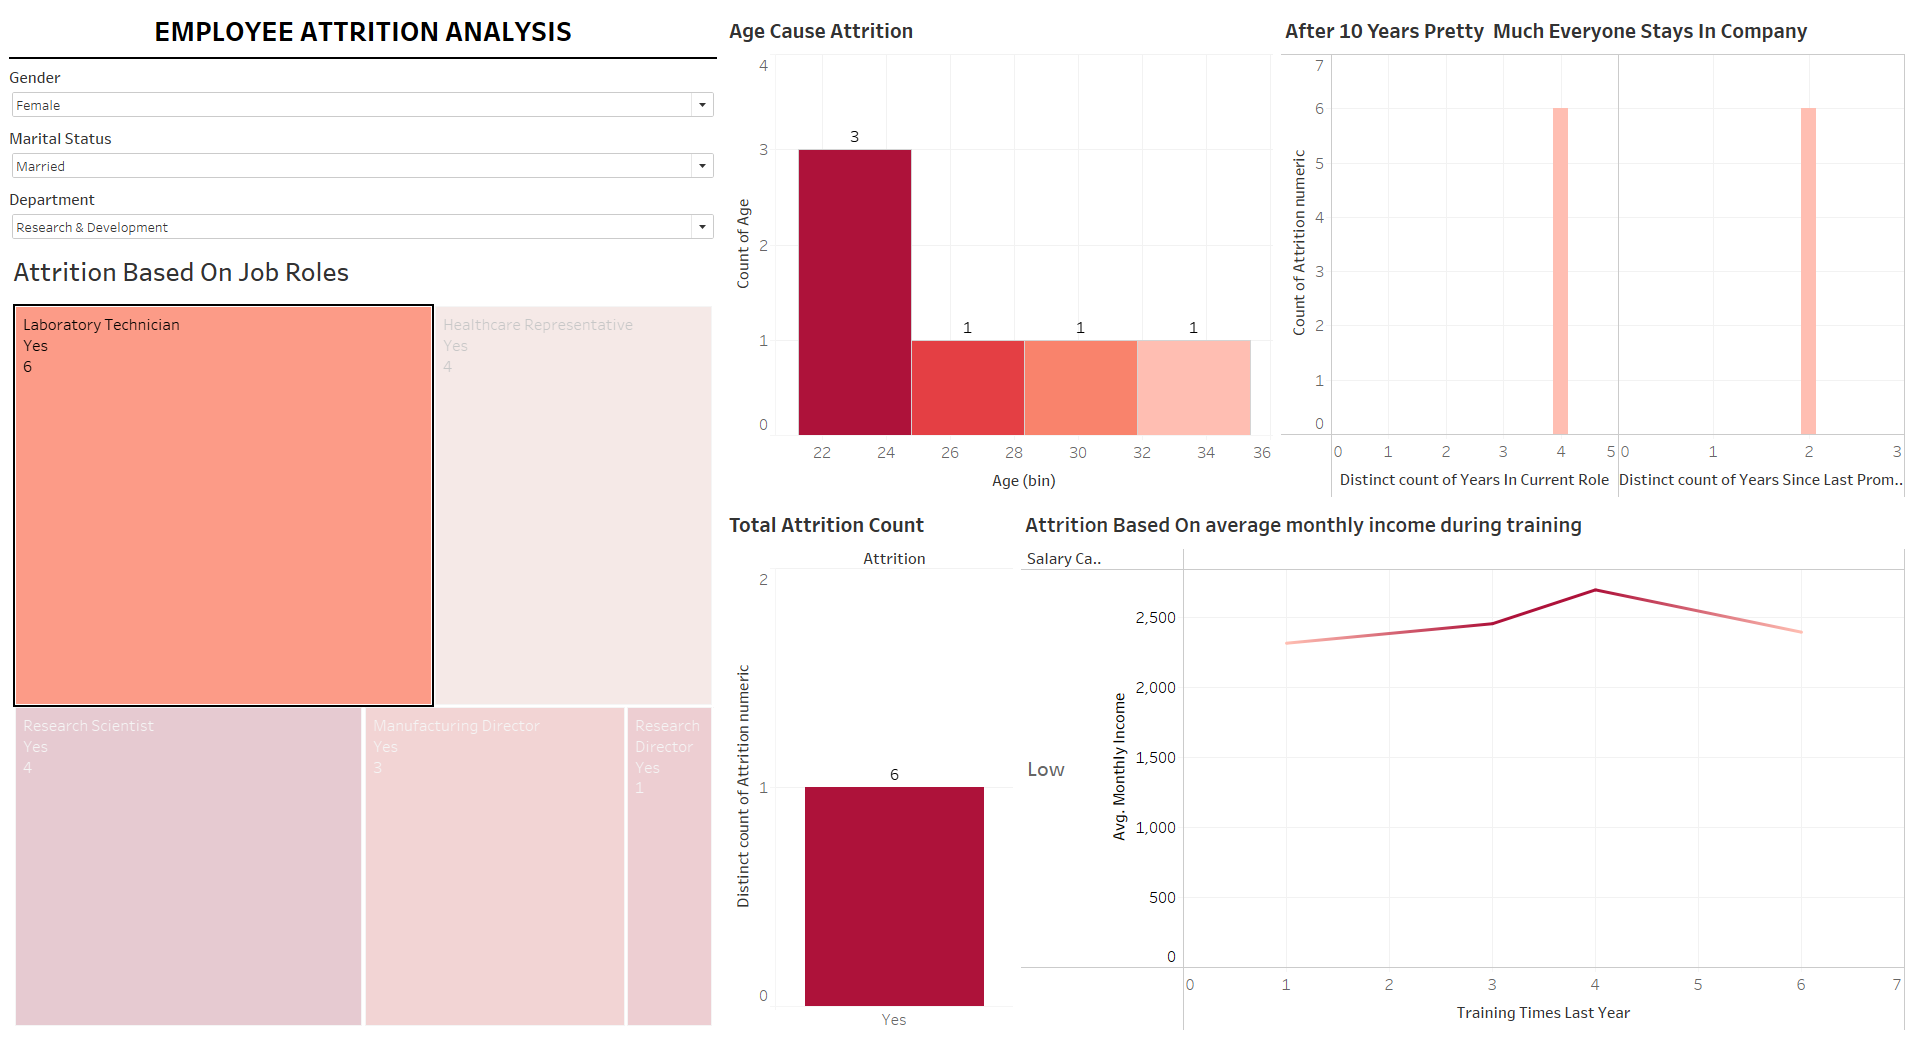 EMPLOYEE ATTRITION ANALYSIS
Gender
Female
Marital Status
Married
Department
Research & Development
Attrition Based On Job Roles
Laboratory Technician
Yes
6
Healthcare Representative
Yes
4
Research Scientist
Yes
4
Manufacturing Director
Yes
3
Research
Director
Yes
1
Age Cause Attrition
Count of Age
4
3
2
1
0
3
1
1
1
22 24 26 28 30 32 34 36
Age (bin)
After 10 Years Pretty Much Everyone Stays In Company
Count of Attrition numeric
7
6
5
4
3
2
1
0
0 1 2 3 4 5
0 1 2 3
Distinct count of Years In Current Role
Distinct count of Years Since Last Prom..
Total Attrition Count
Attrition
Distinct count of Attrition numeric
2
1
0
6
Yes
Attrition Based On average monthly income during training
Salary Ca..
Low
Avg. Monthly Income
2,500
2,000
1,500
1,000
500
0
0 1 2 3 4 5 6 7
Training Times Last Year